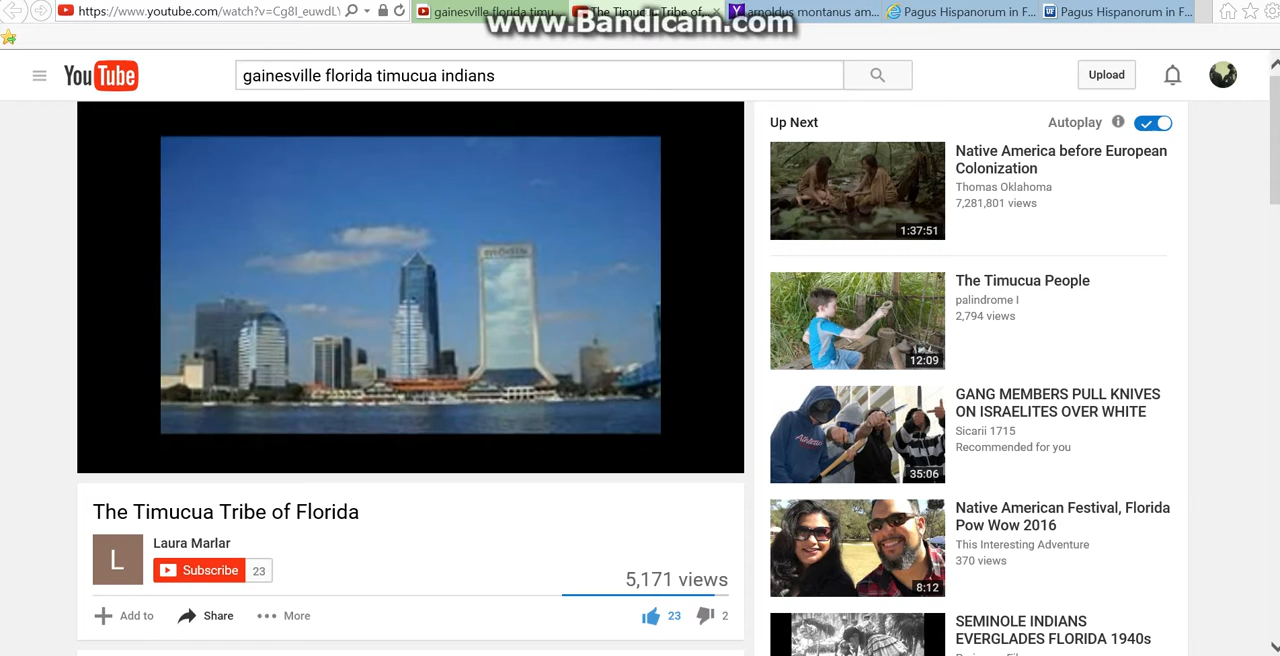 https://www.youtube.com/watch?v=Cg8I_euwdLY
gainesville florida timu...
The Timucua Tribe of...
arnoldus montanus am...
Pagus Hispanorum in F...
Pagus Hispanorum in F...
www.Bandicam.com
YouTube
gainesville florida timucua indians
Upload
Up Next
Autoplay
Native America before European
Colonization
Thomas Oklahoma
7,281,801 views
1:37:51
The Timucua People
palindrome I
2,794 views
12:09
GANG MEMBERS PULL KNIVES
ON ISRAELITES OVER WHITE
Sicarii 1715
Recommended for you
35:06
Native American Festival, Florida
Pow Wow 2016
This Interesting Adventure
370 views
8:12
SEMINOLE INDIANS
EVERGLADES FLORIDA 1940s
The Timucua Tribe of Florida
L
Laura Marlar
Subscribe 23
5,171 views
Add to Share More 23 2